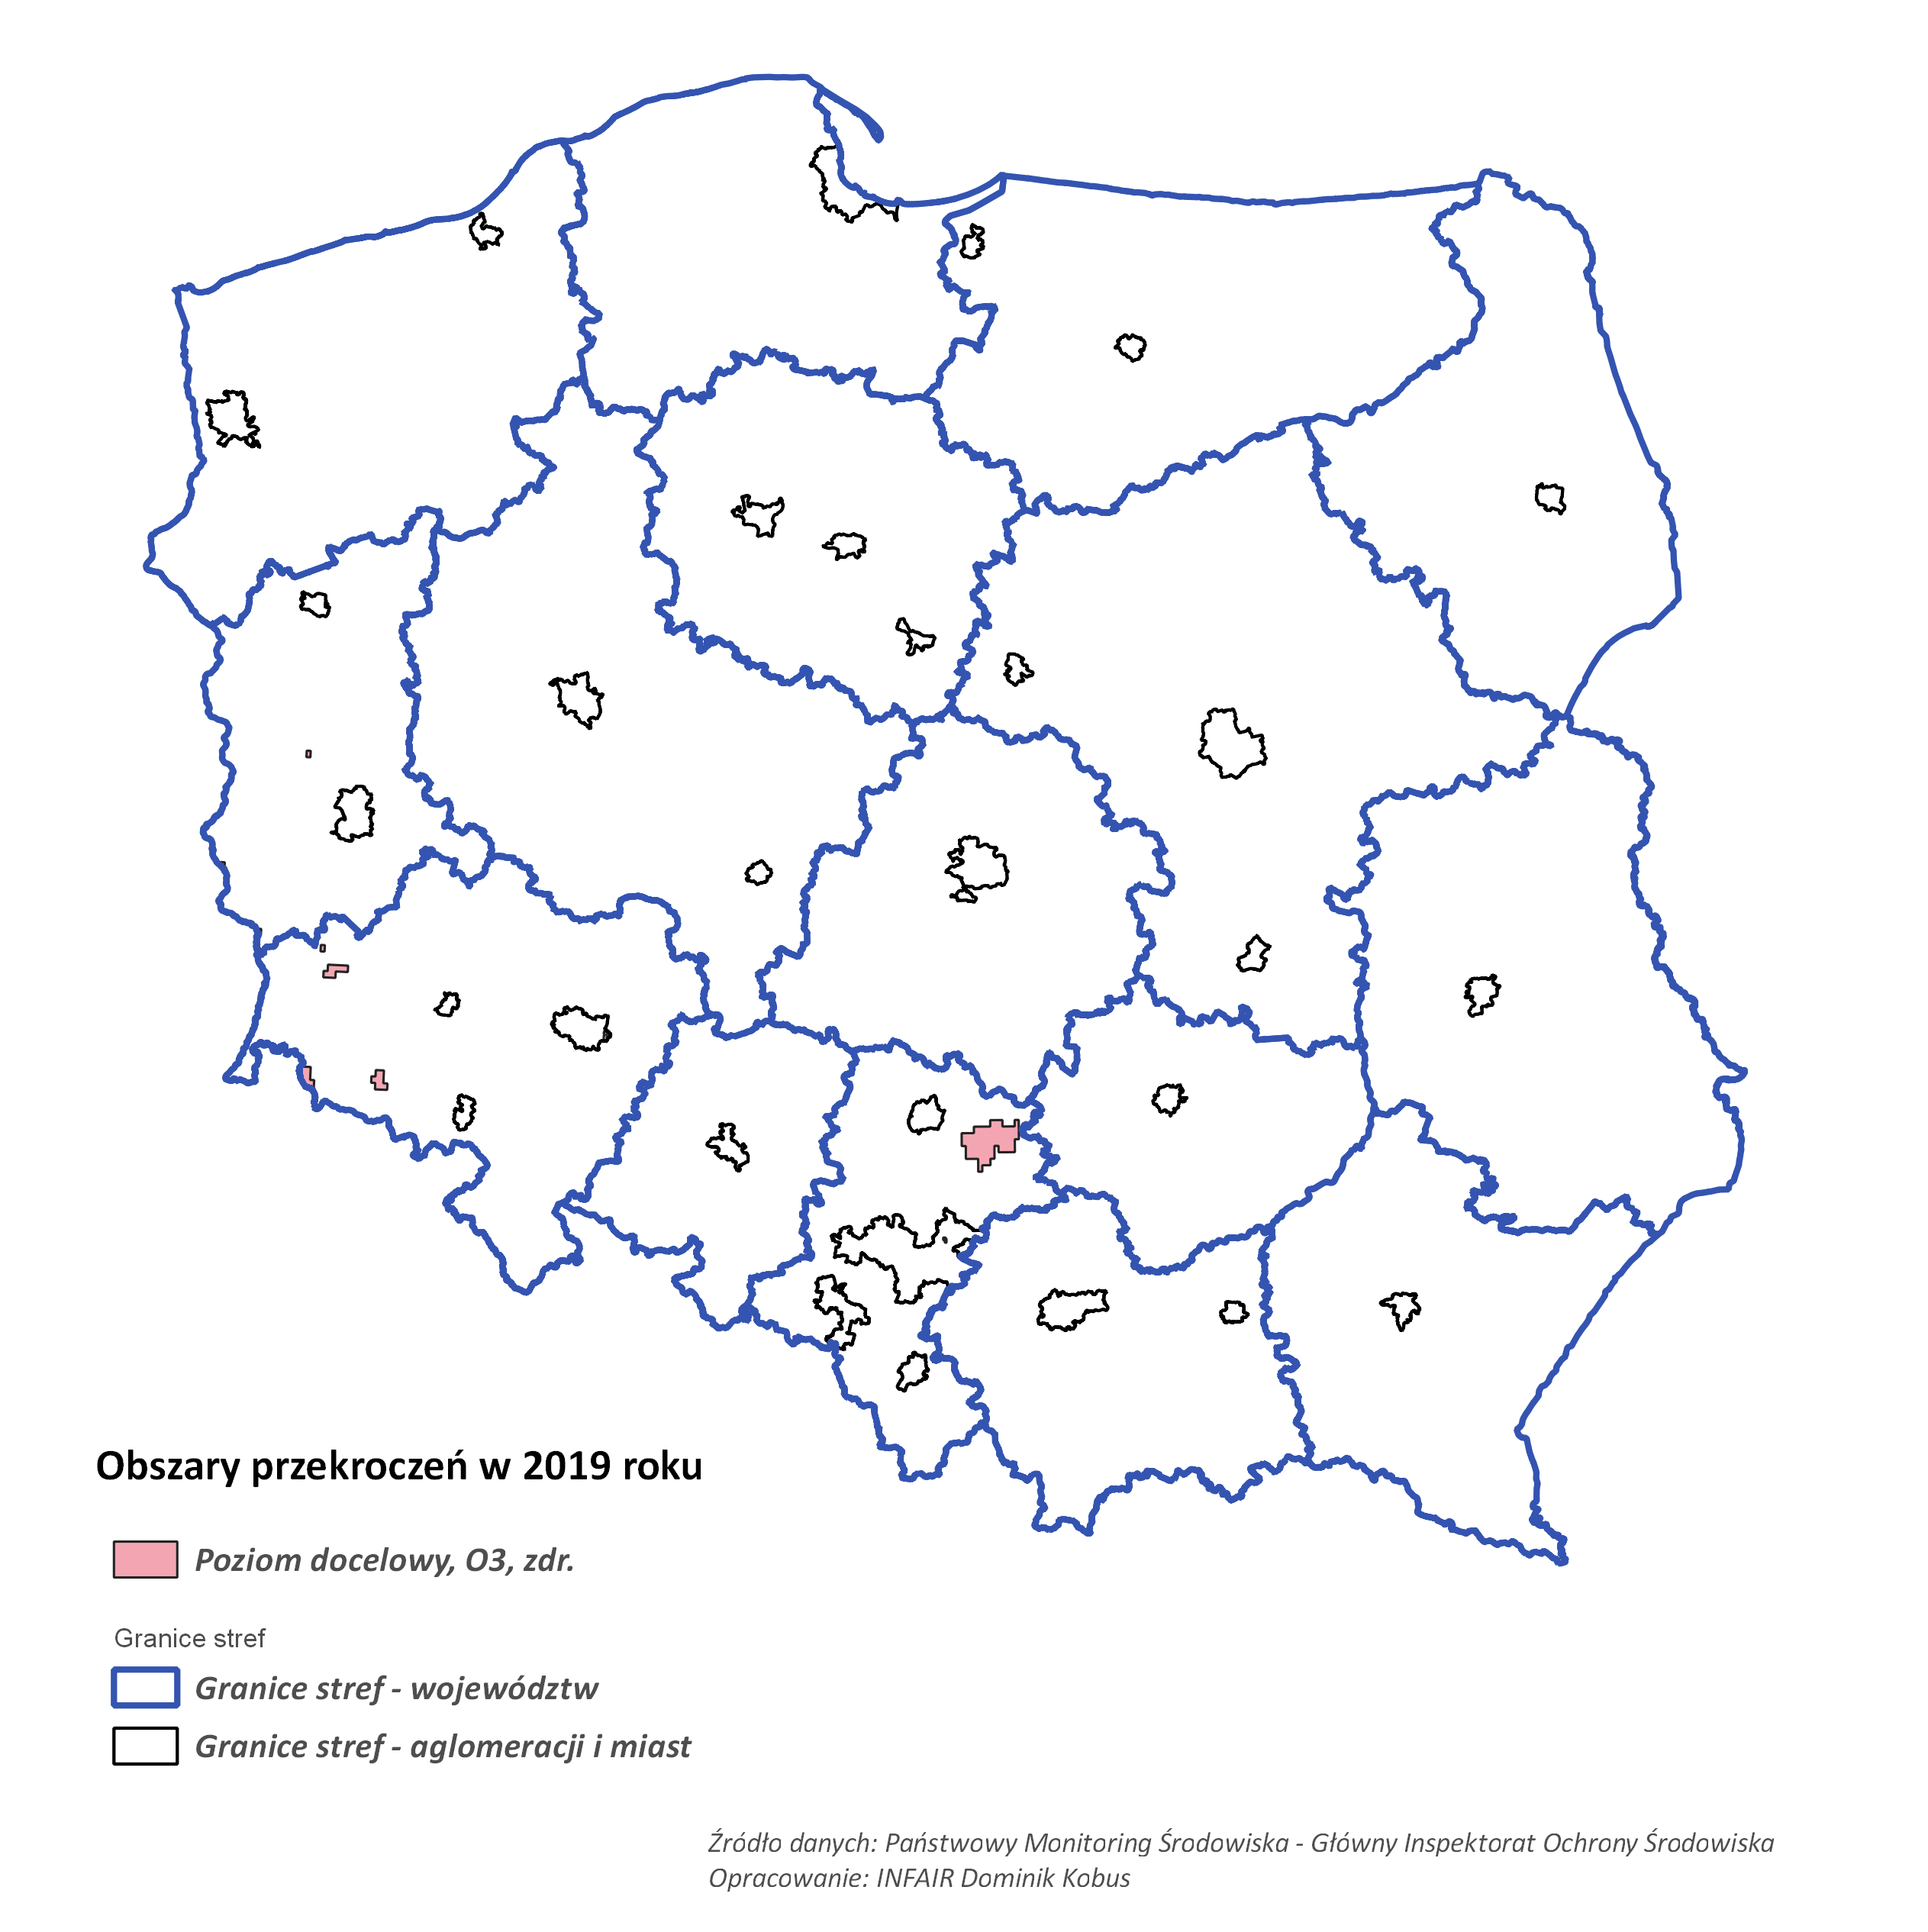 Obszary przekroczeń w 2019 roku
Poziom docelowy, O3, zdr.
Granice stref
Granice stref - województw
Granice stref - aglomeracji i miast
Źródło danych: Państwowy Monitoring Środowiska - Główny Inspektorat Ochrony Środowiska
Opracowanie: INFAIR Dominik Kobus